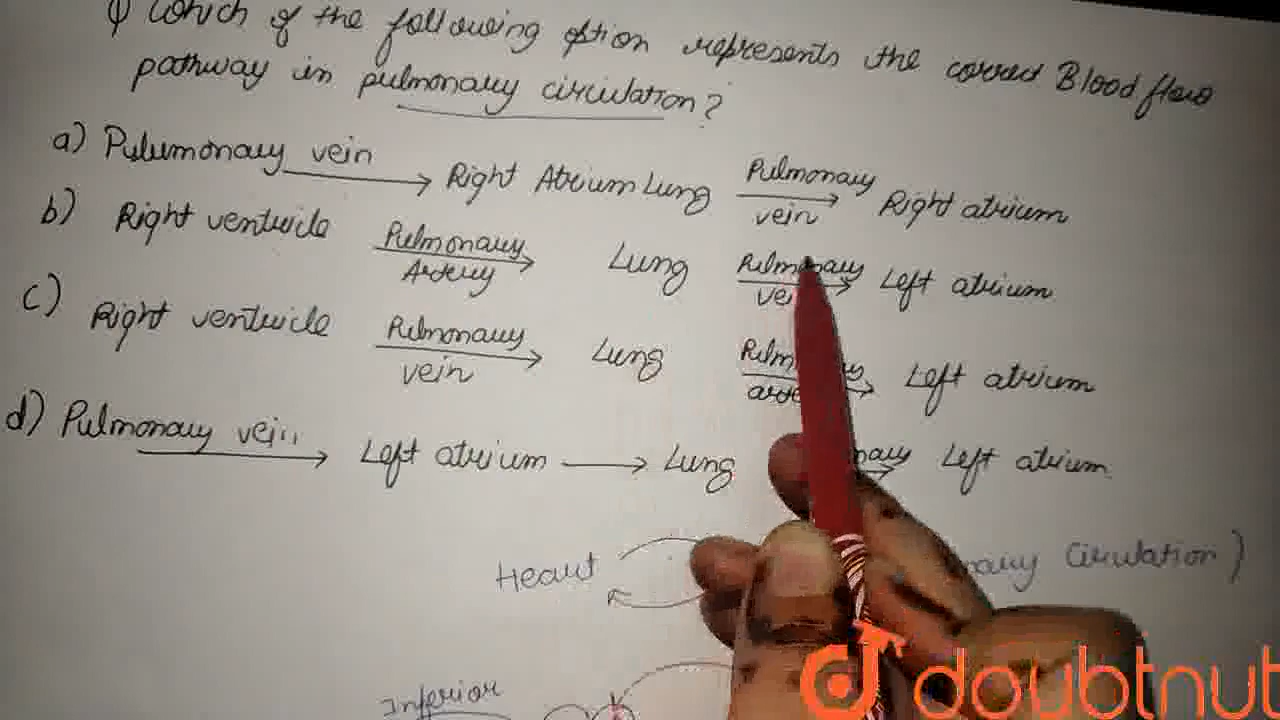 Q Which of the following option represents the correct Blood flow
pathway in pulmonary circulation?
a) Pulumonary vein → Right Atrium Lung Pulmonary vein → Right atrium
b) Right ventricle Pulmonary Artery → Lung Pulmonary vein → Left atrium
c) Right ventricle Pulmonary vein → Lung → Left atrium
d) Pulmonary vein → Left atrium → Lung → Left atrium
Heart Circulation)
Inferior
doubtnut